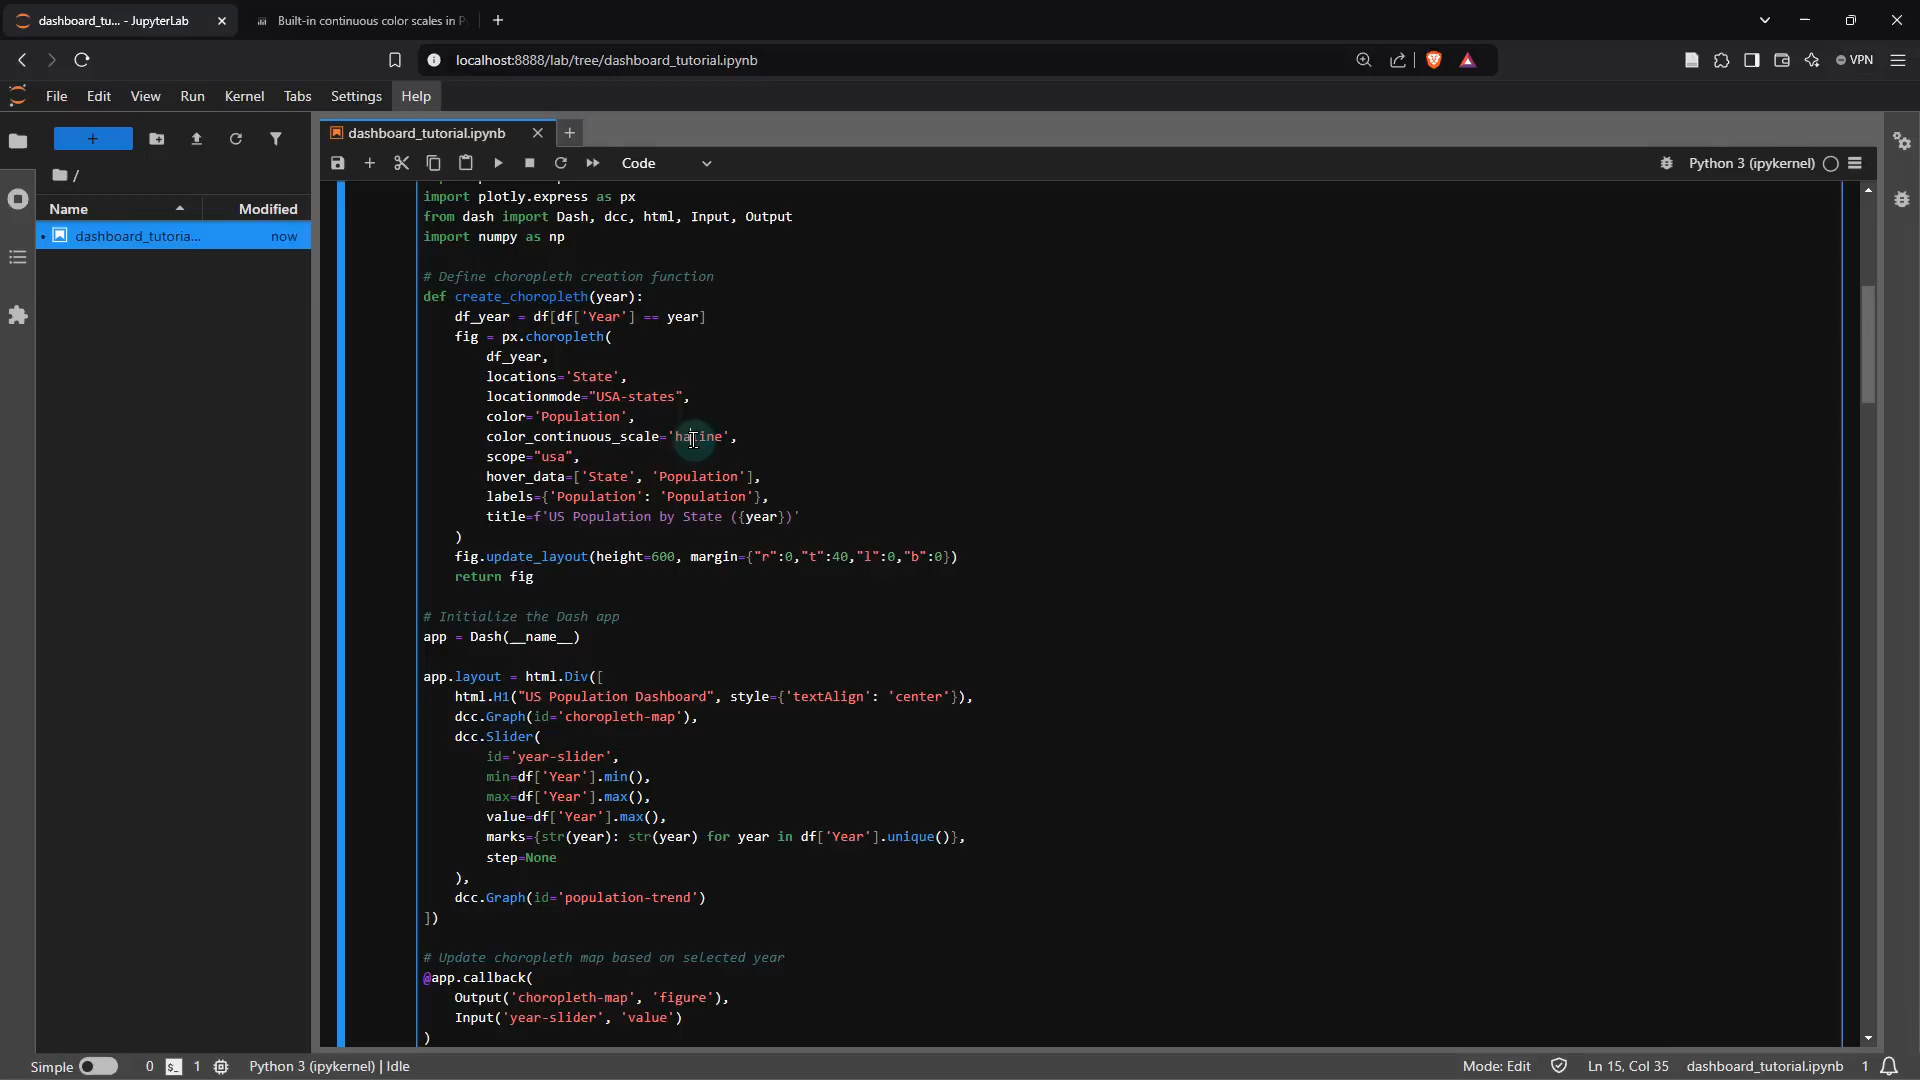 dashboard_tu... - JupyterLab
Built-in continuous color scales in P
localhost:8888/lab/tree/dashboard_tutorial.ipynb
VPN
File Edit View Run Kernel Tabs Settings Help
/
Name Modified
dashboard_tutoria... now
dashboard_tutorial.ipynb
Code
Python 3 (ipykernel)
import plotly.express as px
from dash import Dash, dcc, html, Input, Output
import numpy as np
# Define choropleth creation function
def create_choropleth(year):
df_year = df[df['Year'] == year]
fig = px.choropleth(
df_year,
locations='State',
locationmode="USA-states",
color='Population',
color_continuous_scale='haline',
scope="usa",
hover_data=['State', 'Population'],
labels={'Population': 'Population'},
title=f'US Population by State ({year})'
)
fig.update_layout(height=600, margin={"r":0,"t":40,"l":0,"b":0})
return fig
# Initialize the Dash app
app = Dash(__name__)
app.layout = html.Div([
html.H1("US Population Dashboard", style={'textAlign': 'center'}),
dcc.Graph(id='choropleth-map'),
dcc.Slider(
id='year-slider',
min=df['Year'].min(),
max=df['Year'].max(),
value=df['Year'].max(),
marks={str(year): str(year) for year in df['Year'].unique()},
step=None
),
dcc.Graph(id='population-trend')
])
# Update choropleth map based on selected year
@app.callback(
Output('choropleth-map', 'figure'),
Input('year-slider', 'value')
)
Simple 0 1 Python 3 (ipykernel) | Idle
Mode: Edit Ln 15, Col 35 dashboard_tutorial.ipynb 1